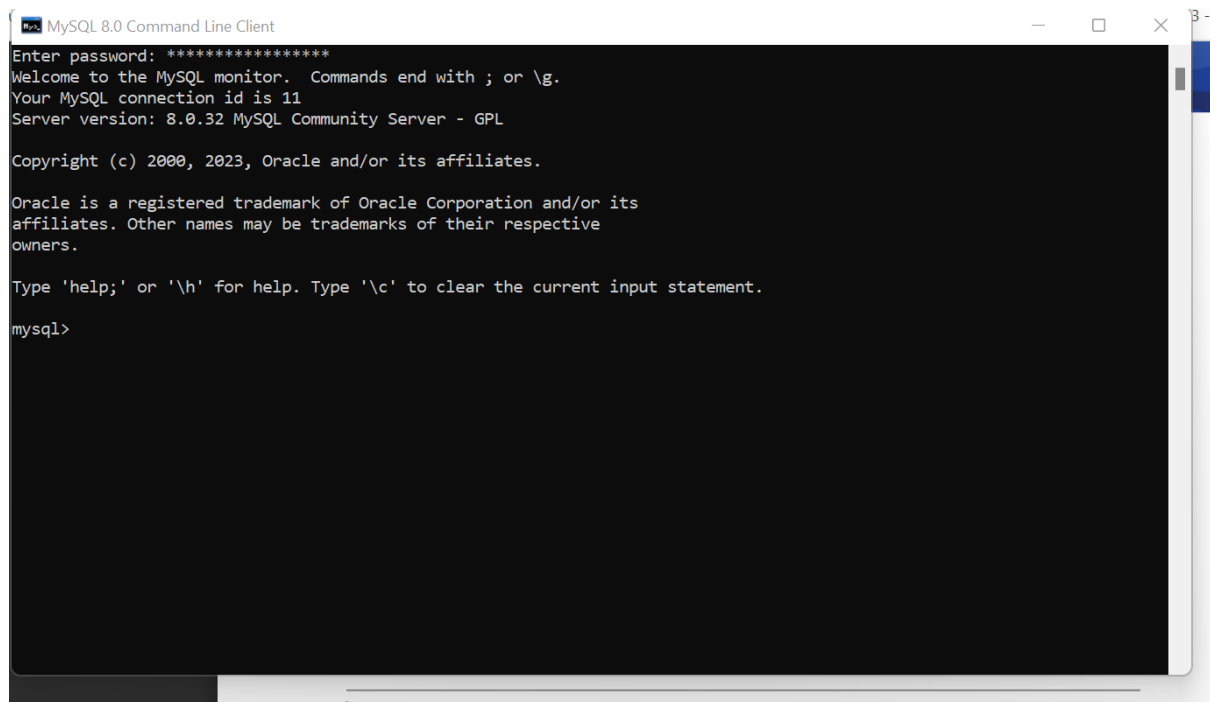 MySQL 8.0 Command Line Client
3 -
Enter password: *****************
Welcome to the MySQL monitor.  Commands end with ; or \g.
Your MySQL connection id is 11
Server version: 8.0.32 MySQL Community Server - GPL
Copyright (c) 2000, 2023, Oracle and/or its affiliates.
Oracle is a registered trademark of Oracle Corporation and/or its
affiliates. Other names may be trademarks of their respective
owners.
Type 'help;' or '\h' for help. Type '\c' to clear the current input statement.
mysql>